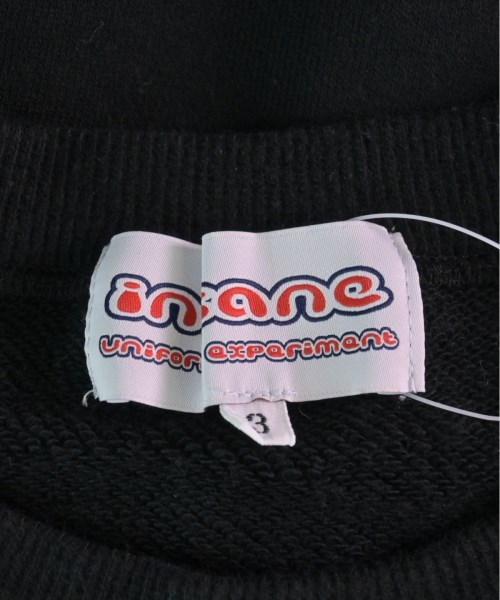 in ane
unifor experiment
3